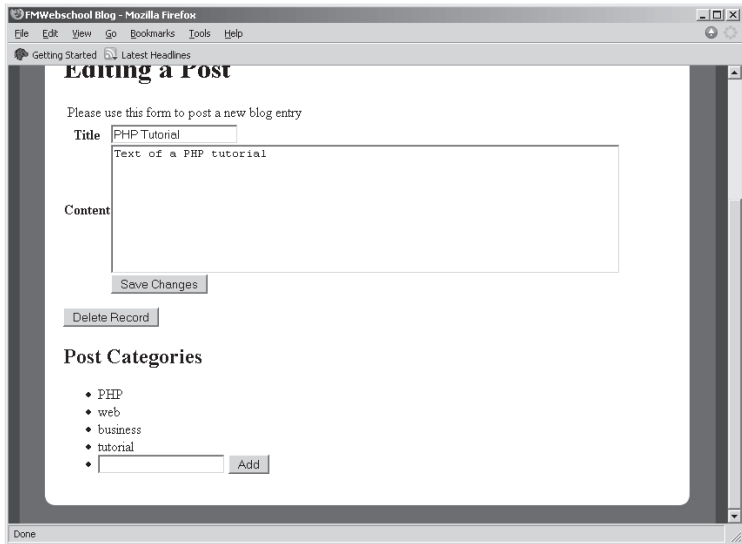 FMWebschool Blog - Mozilla Firefox
File Edit View Go Bookmarks Tools Help
Getting Started Latest Headlines
Editing a Post
Please use this form to post a new blog entry
Title PHP Tutorial
Text of a PHP tutorial
Content
Save Changes
Delete Record
Post Categories
PHP
web
business
tutorial
Add
Done